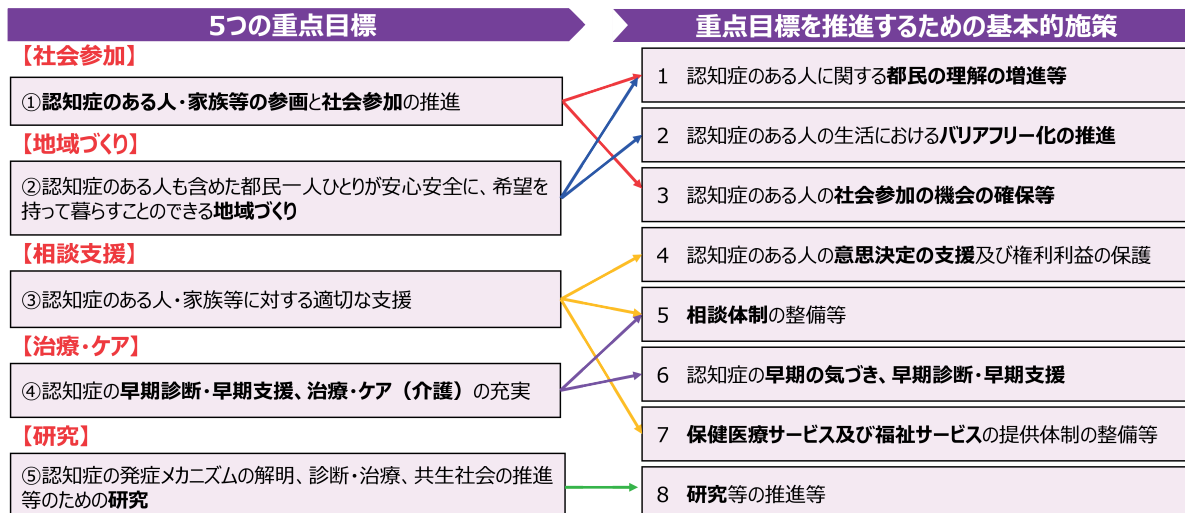 5つの重点目標
【社会参加】
①認知症のある人・家族等の参画と社会参加の推進
【地域づくり】
②認知症のある人も含めた都民一人ひとりが安心安全に、希望を
持って暮らすことのできる地域づくり
【相談支援】
③認知症のある人・家族等に対する適切な支援
【治療・ケア】
④認知症の早期診断・早期支援、治療・ケア（介護）の充実
【研究】
⑤認知症の発症メカニズムの解明、診断・治療、共生社会の推進
等のための研究
重点目標を推進するための基本的施策
1 認知症のある人に関する都民の理解の増進等
2 認知症のある人の生活におけるバリアフリー化の推進
3 認知症のある人の社会参加の機会の確保等
4 認知症のある人の意思決定の支援及び権利利益の保護
5 相談体制の整備等
6 認知症の早期の気づき、早期診断・早期支援
7 保健医療サービス及び福祉サービスの提供体制の整備等
8 研究等の推進等